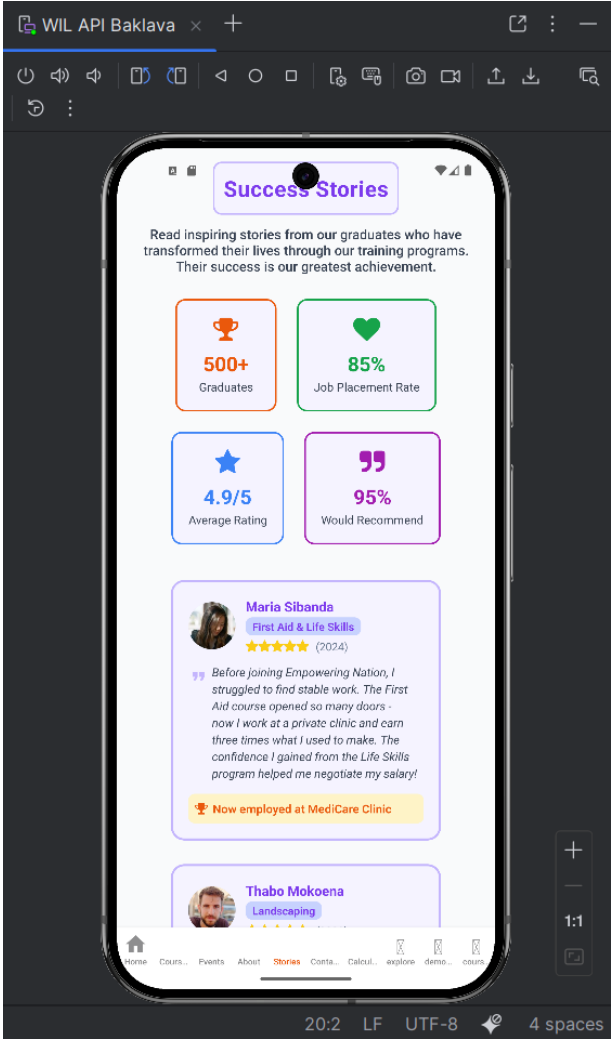 WIL API Baklava
Success Stories
Read inspiring stories from our graduates who have
transformed their lives through our training programs.
Their success is our greatest achievement.
500+
Graduates
85%
Job Placement Rate
4.9/5
Average Rating
95%
Would Recommend
Maria Sibanda
First Aid & Life Skills
(2024)
Before joining Empowering Nation, I
struggled to find stable work. The First
Aid course opened so many doors -
now I work at a private clinic and earn
three times what I used to make. The
confidence I gained from the Life Skills
program helped me negotiate my salary!
Now employed at MediCare Clinic
Thabo Mokoena
Landscaping
Home Cours... Events About Stories Conta... Calcul... explore demo... cours...
1:1
20:2 LF UTF-8 4 spaces